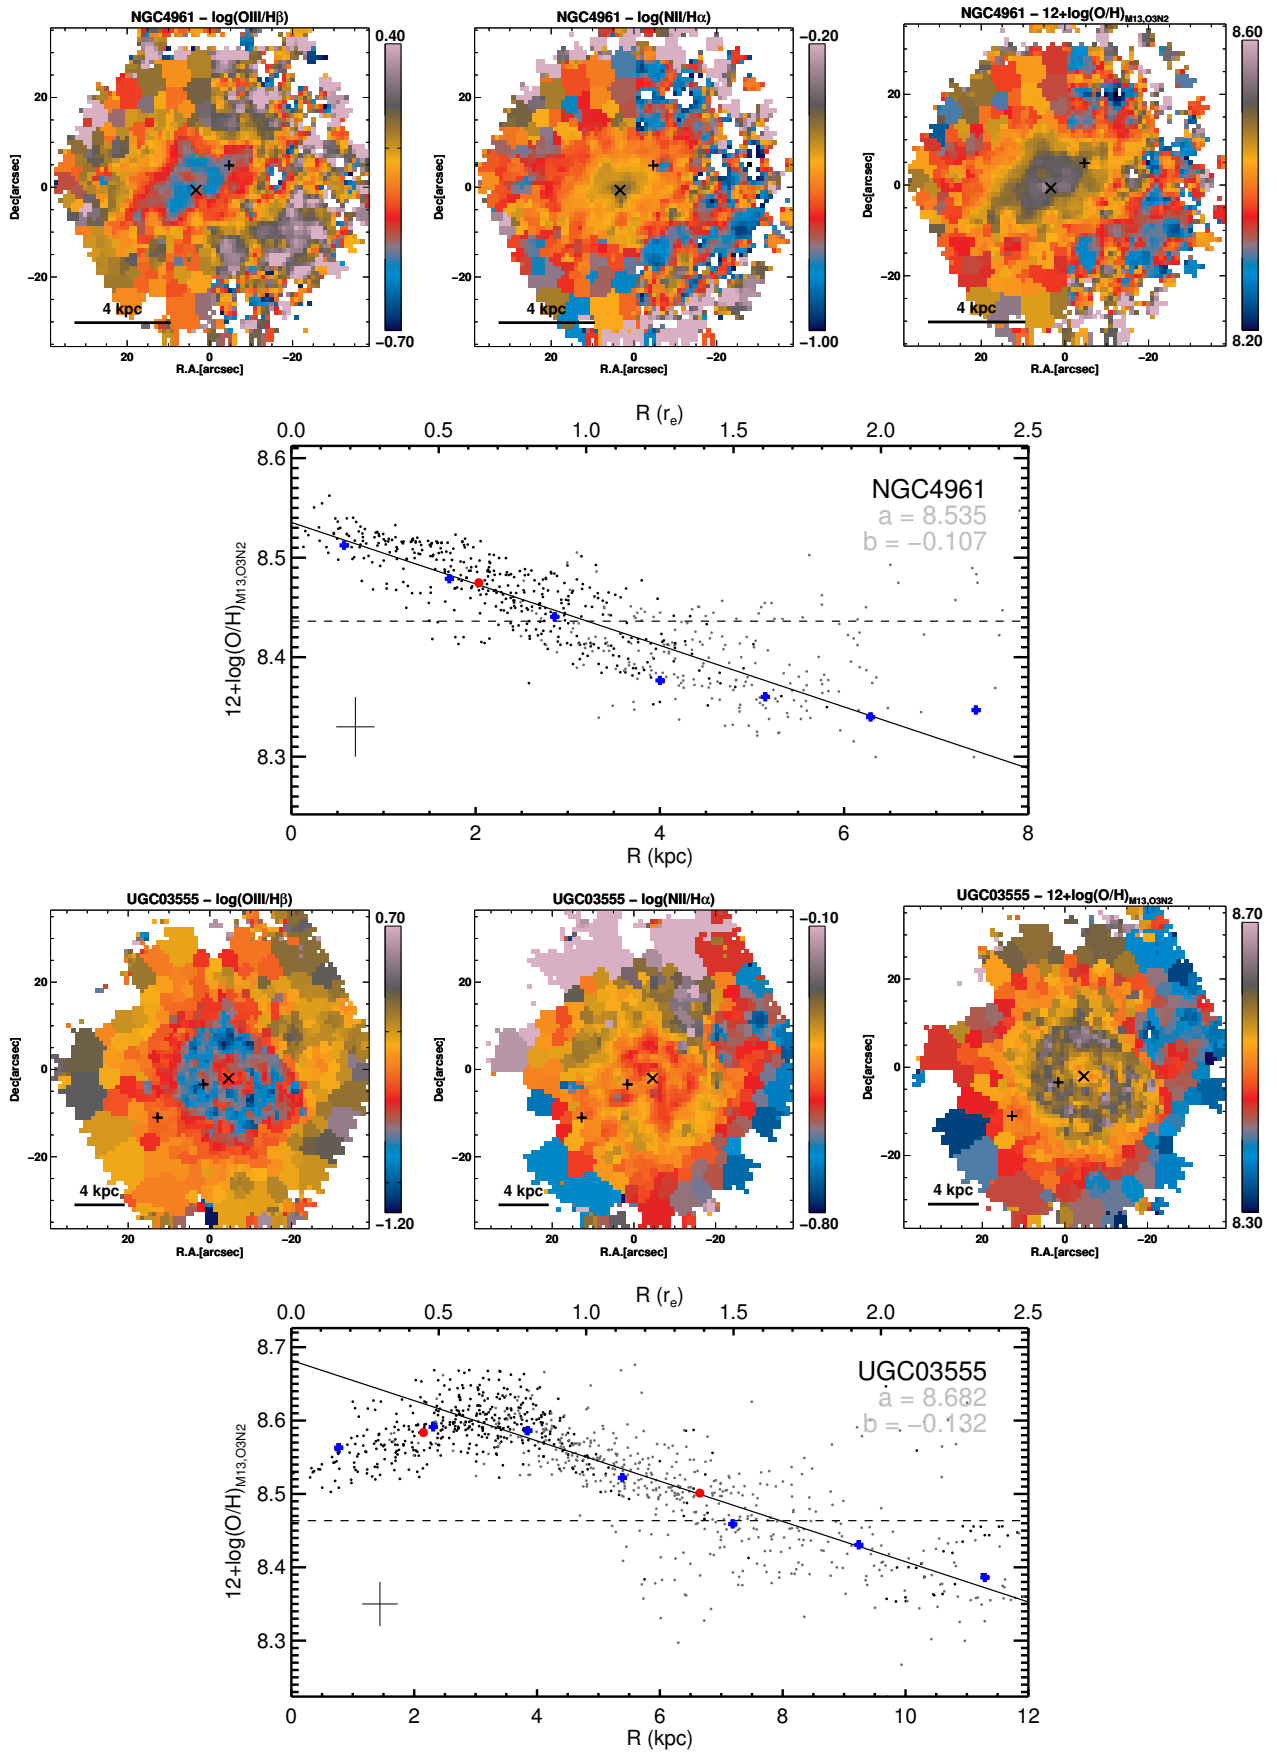 NGC4961 − log(OIII/Hβ)
NGC4961 − log(NII/Hα)
NGC4961 − 12+log(O/H)M13,O3N2
0.40
−0.20
8.60
20
0
−20
Dec[arcsec]
4 kpc
−0.70
20 0 −20
R.A.[arcsec]
20
0
−20
Dec[arcsec]
4 kpc
−1.00
20 0 −20
R.A.[arcsec]
20
0
−20
Dec[arcsec]
4 kpc
8.20
20 0 −20
R.A.[arcsec]
R (re)
0.0 0.5 1.0 1.5 2.0 2.5
8.6
8.5
8.4
8.3
12+log(O/H)M13,O3N2
NGC4961
a = 8.535
b = −0.107
0 2 4 6 8
R (kpc)
UGC03555 − log(OIII/Hβ)
UGC03555 − log(NII/Hα)
UGC03555 − 12+log(O/H)M13,O3N2
0.70
−0.10
8.70
20
0
−20
Dec[arcsec]
4 kpc
−1.20
20 0 −20
R.A.[arcsec]
20
0
−20
Dec[arcsec]
4 kpc
−0.80
20 0 −20
R.A.[arcsec]
20
0
−20
Dec[arcsec]
4 kpc
8.30
20 0 −20
R.A.[arcsec]
R (re)
0.0 0.5 1.0 1.5 2.0 2.5
8.7
8.6
8.5
8.4
8.3
12+log(O/H)M13,O3N2
UGC03555
a = 8.682
b = −0.132
0 2 4 6 8 10 12
R (kpc)